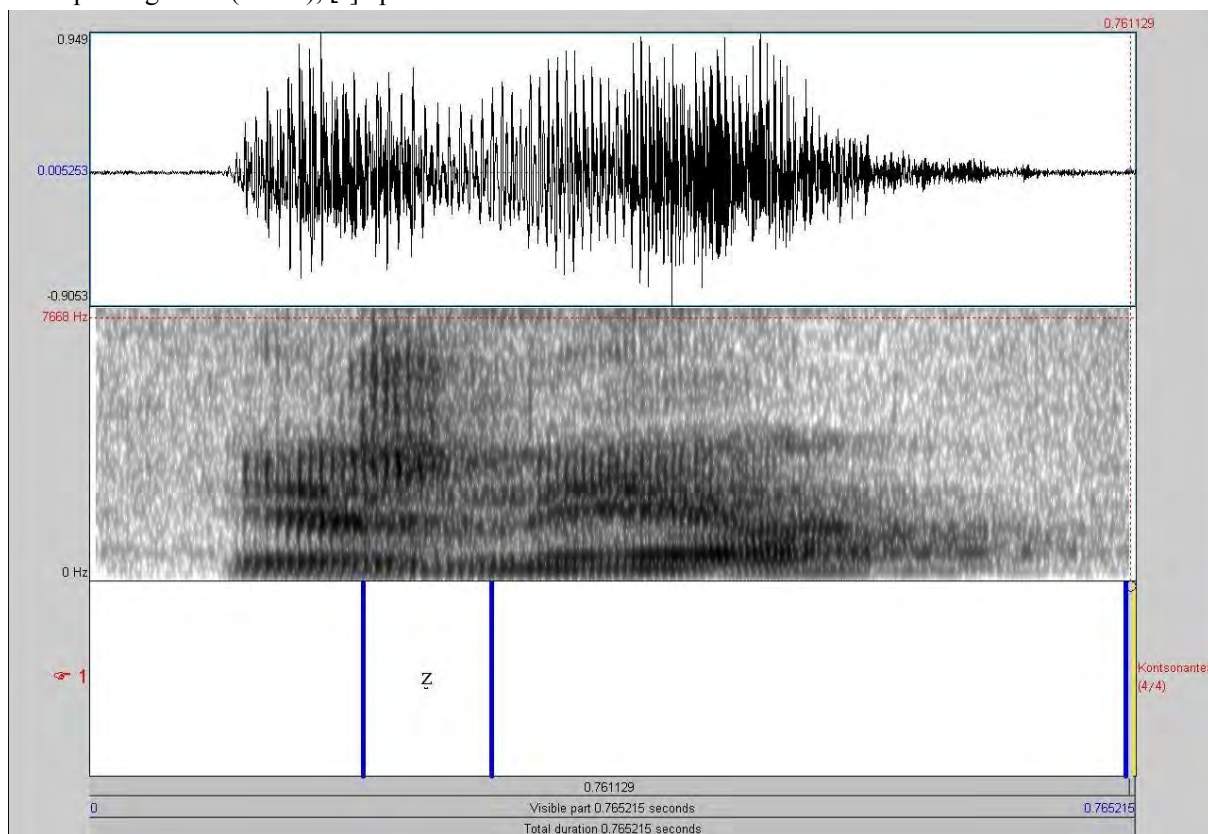 0.761129
0.949
0.005253
-0.9053
7668 Hz
0 Hz
z̬
1
Kontsonante
(4/4)
0.761129
0 Visible part 0.765215 seconds 0.765215
Total duration 0.765215 seconds